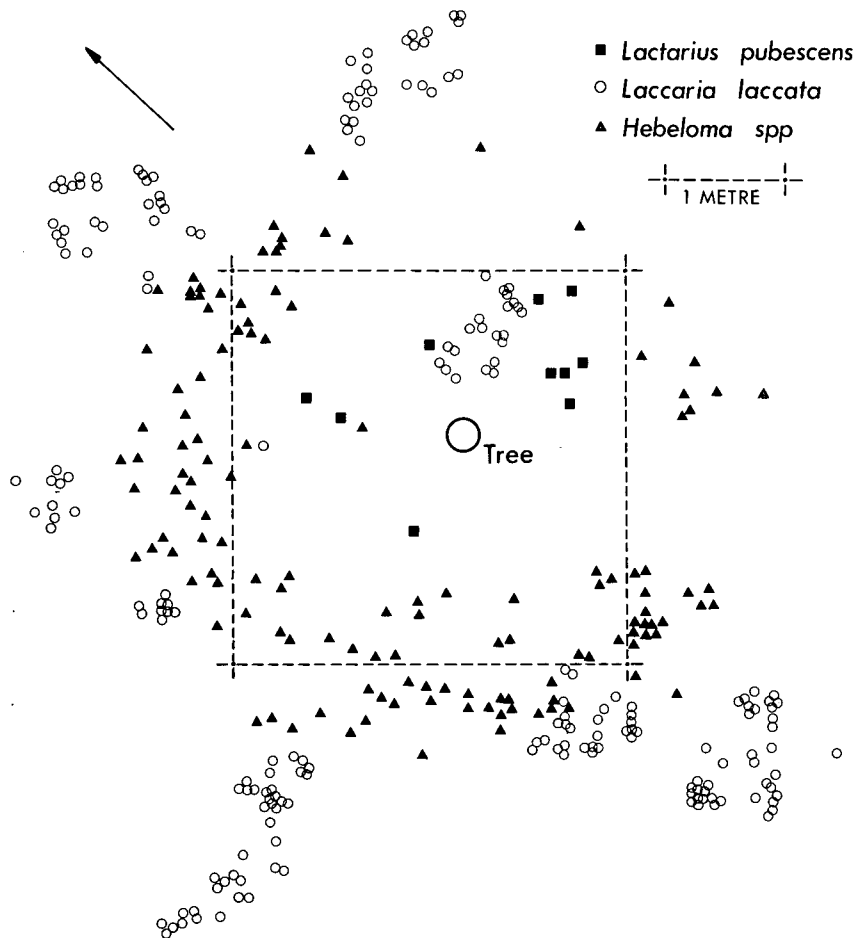 Lactarius pubescens
Laccaria laccata
Hebeloma spp
1 METRE
Tree